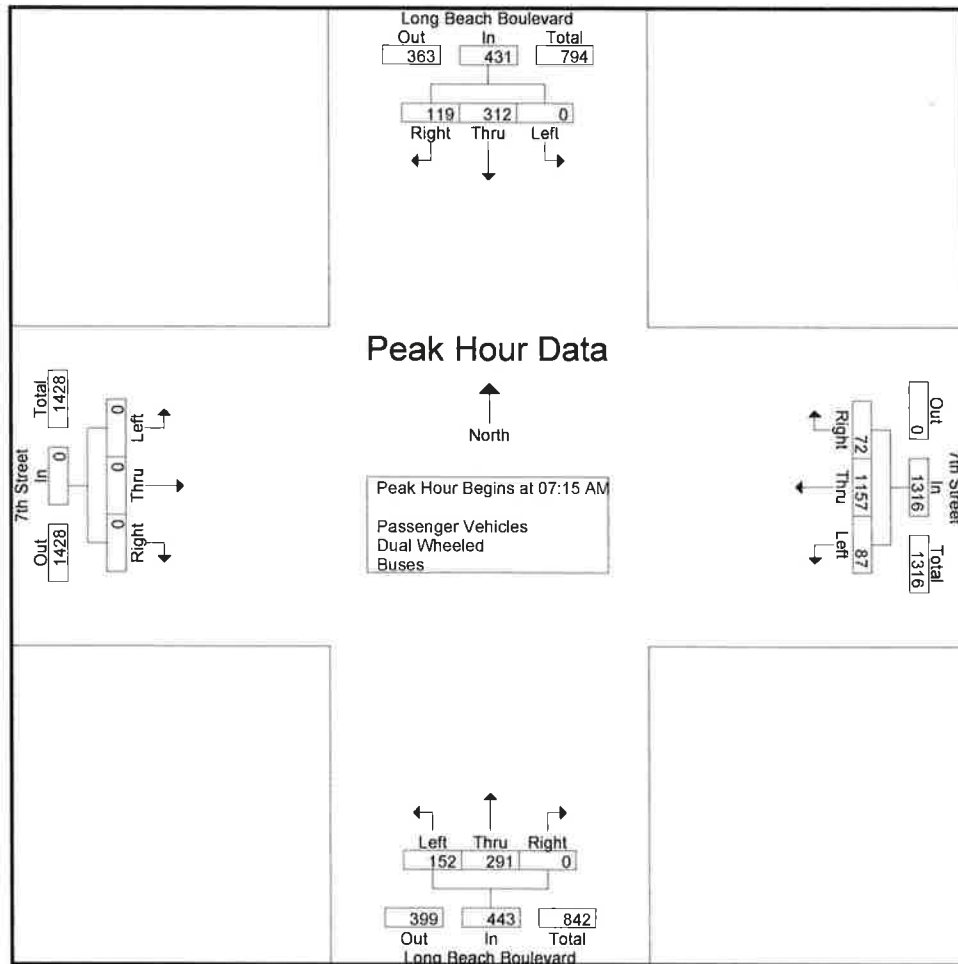 Long Beach Boulevard
Out In Total
363 431 794
119 312 0
Right Thru Left
Peak Hour Data
North
Peak Hour Begins at 07:15 AM
Passenger Vehicles
Dual Wheeled
Buses
7th Street
Total In Out
1428 0 1428
0 0 0
Left Thru Right
Right Thru Left
72 1157 87
Out In Total
0 1316 1316
7th Street
Left Thru Right
152 291 0
399 443 842
Out In Total
Long Beach Boulevard